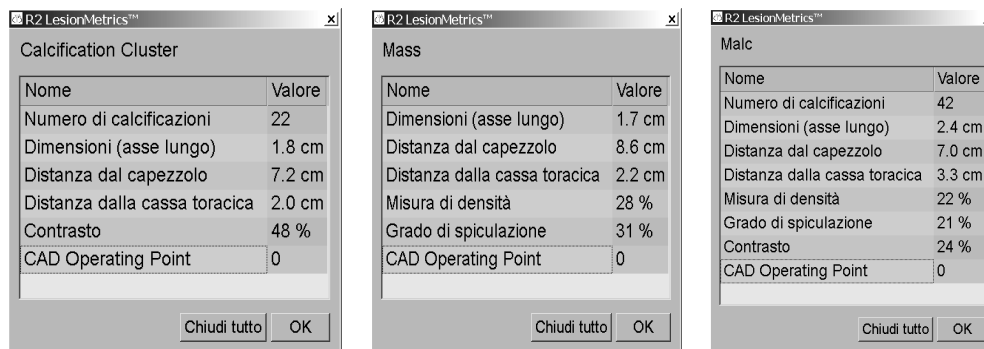 R2 LesionMetrics™
Calcification Cluster
Nome Valore
Numero di calcificazioni 22
Dimensioni (asse lungo) 1.8 cm
Distanza dal capezzolo 7.2 cm
Distanza dalla cassa toracica 2.0 cm
Contrasto 48 %
CAD Operating Point 0
Chiudi tutto OK
R2 LesionMetrics™
Mass
Nome Valore
Dimensioni (asse lungo) 1.7 cm
Distanza dal capezzolo 8.6 cm
Distanza dalla cassa toracica 2.2 cm
Misura di densità 28 %
Grado di spiculazione 31 %
CAD Operating Point 0
Chiudi tutto OK
R2 LesionMetrics™
Malc
Nome Valore
Numero di calcificazioni 42
Dimensioni (asse lungo) 2.4 cm
Distanza dal capezzolo 7.0 cm
Distanza dalla cassa toracica 3.3 cm
Misura di densità 22 %
Grado di spiculazione 21 %
Contrasto 24 %
CAD Operating Point 0
Chiudi tutto OK